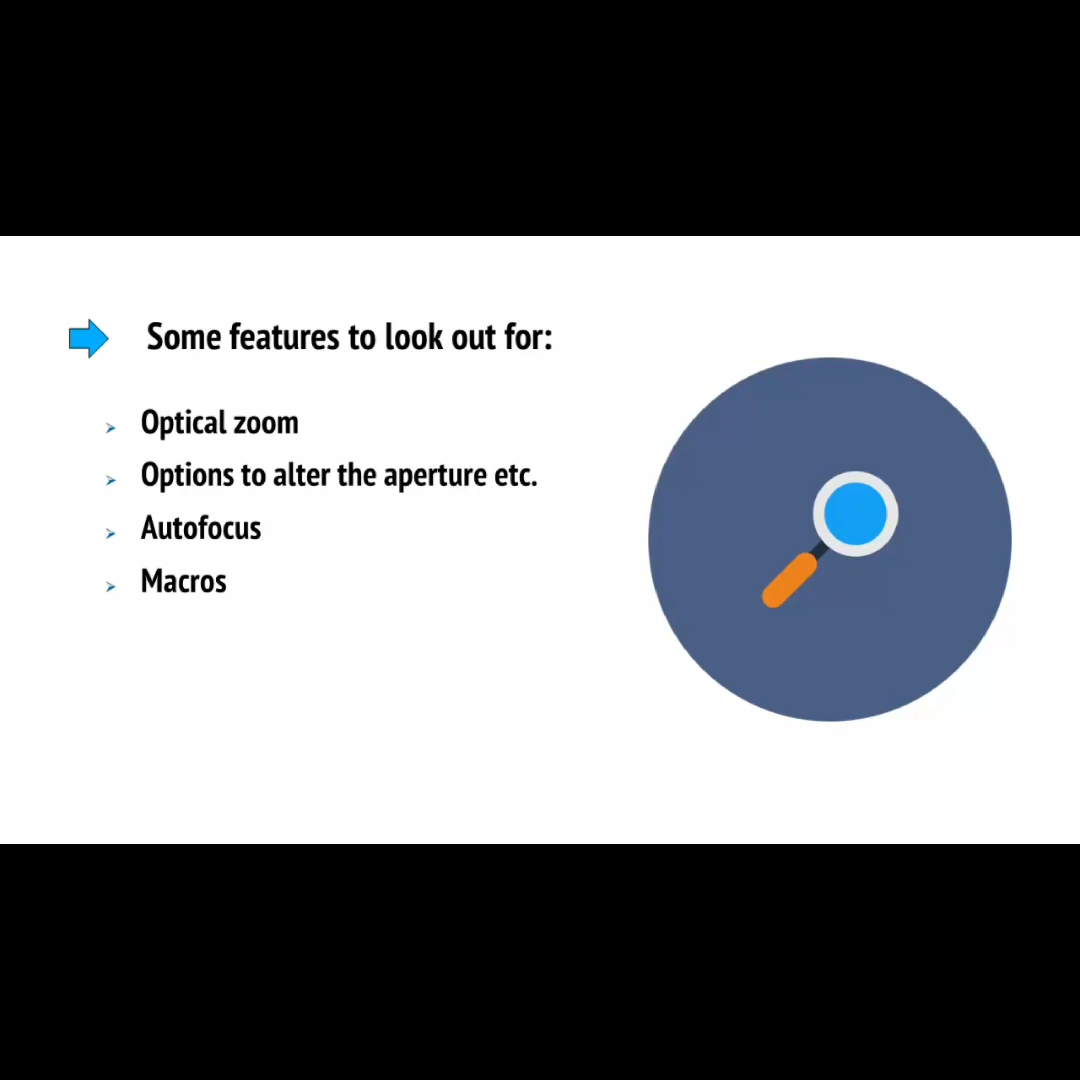 Some features to look out for:
Optical zoom
Options to alter the aperture etc.
Autofocus
Macros